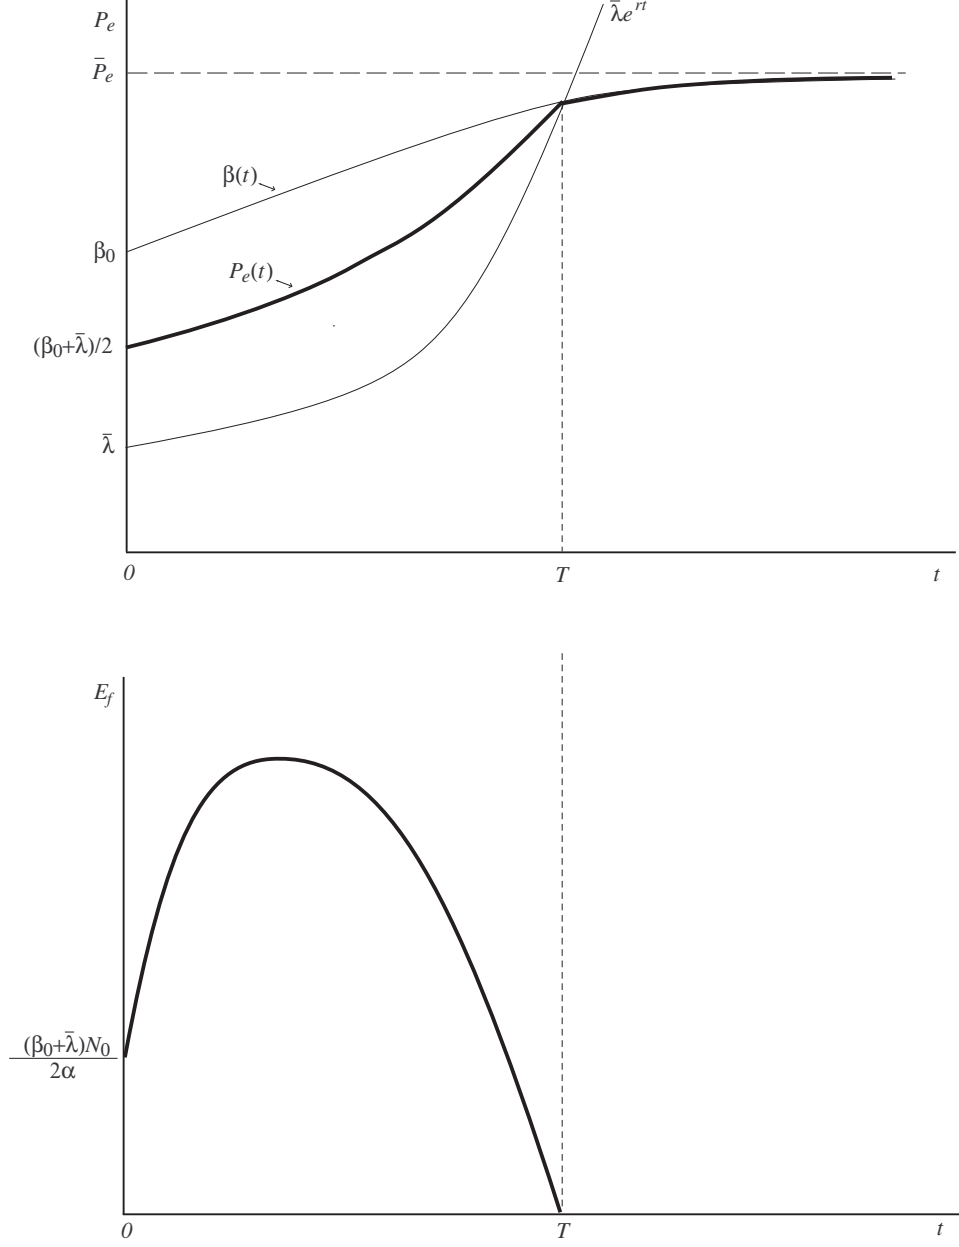 λ̄e^{rt}
P_e
P̄_e
β(t)
β_0
P_e(t)
(β_0+λ̄)/2
λ̄
0 T t
E_f
(β_0+λ̄)N_0
2α
0 T t